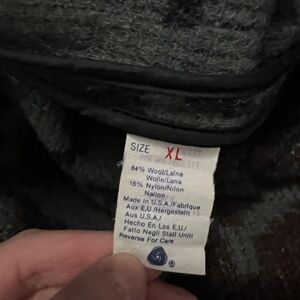 SIZE XL
84% Wool/Laine
Wolle/Lana
16% Nylon/Nilon
Nailon
Made in U.S.A./Fabrique
Aux E.U./Hergestellt
Aus U.S.A./
Hecho En Los E.U./
Fatto Negli Stati Uniti
Reverse For Care
®